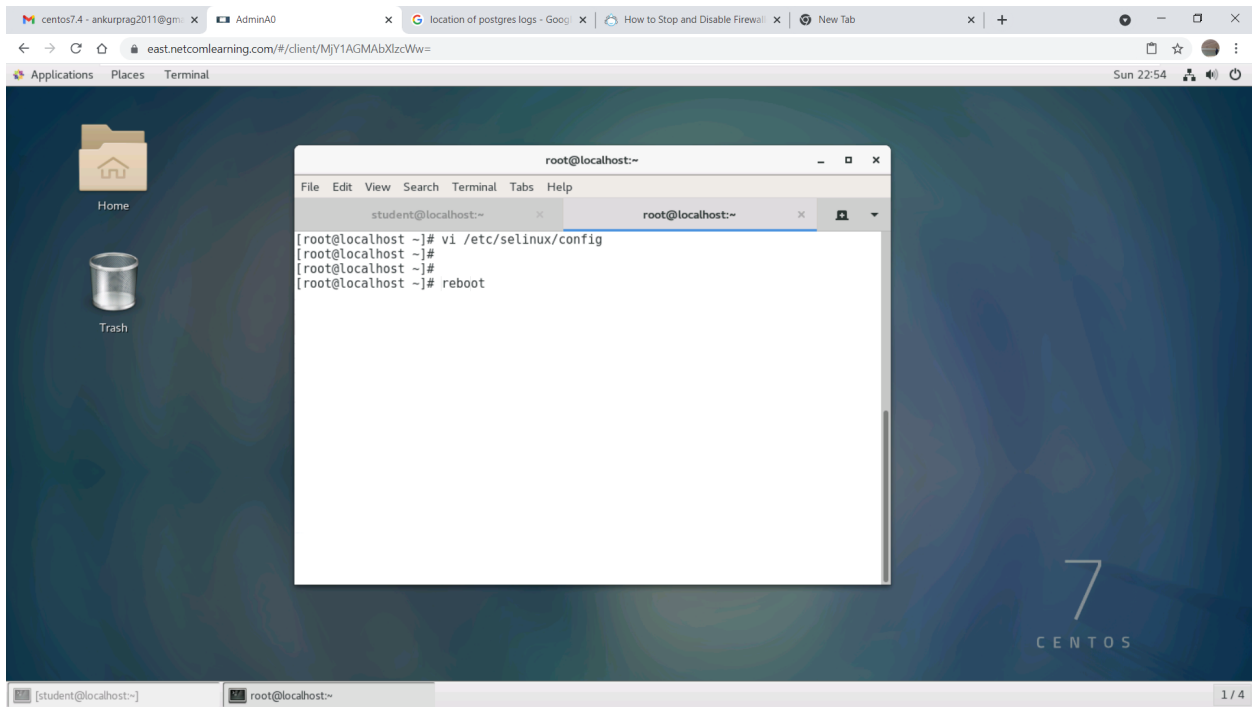 centos7.4 - ankurprag2011@gm
AdminA0
location of postgres logs - Goog
How to Stop and Disable Firewall
New Tab
east.netcomlearning.com/#/client/MjY1AGMAbXlzcWw=
Applications Places Terminal
Sun 22:54
Home
Trash
root@localhost:~
File Edit View Search Terminal Tabs Help
student@localhost:~
root@localhost:~
[root@localhost ~]# vi /etc/selinux/config
[root@localhost ~]#
[root@localhost ~]#
[root@localhost ~]# reboot
7
CENTOS
[student@localhost:~]
root@localhost:~
1 / 4